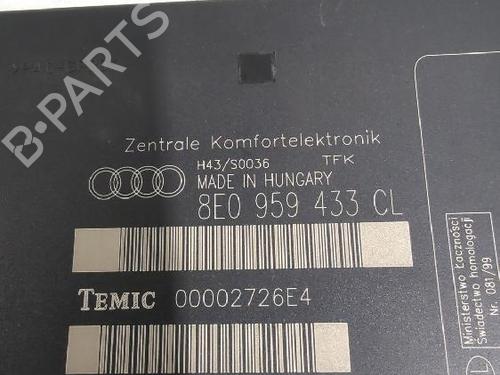 B-PARTS
Zentrale Komfortelektronik
H43/S0036 TFK
MADE IN HUNGARY
8E0 959 433 CL
TEMIC 00002726E4
Ministerstwo Łączności
Świadectwo homologacji
Nr. 081/99